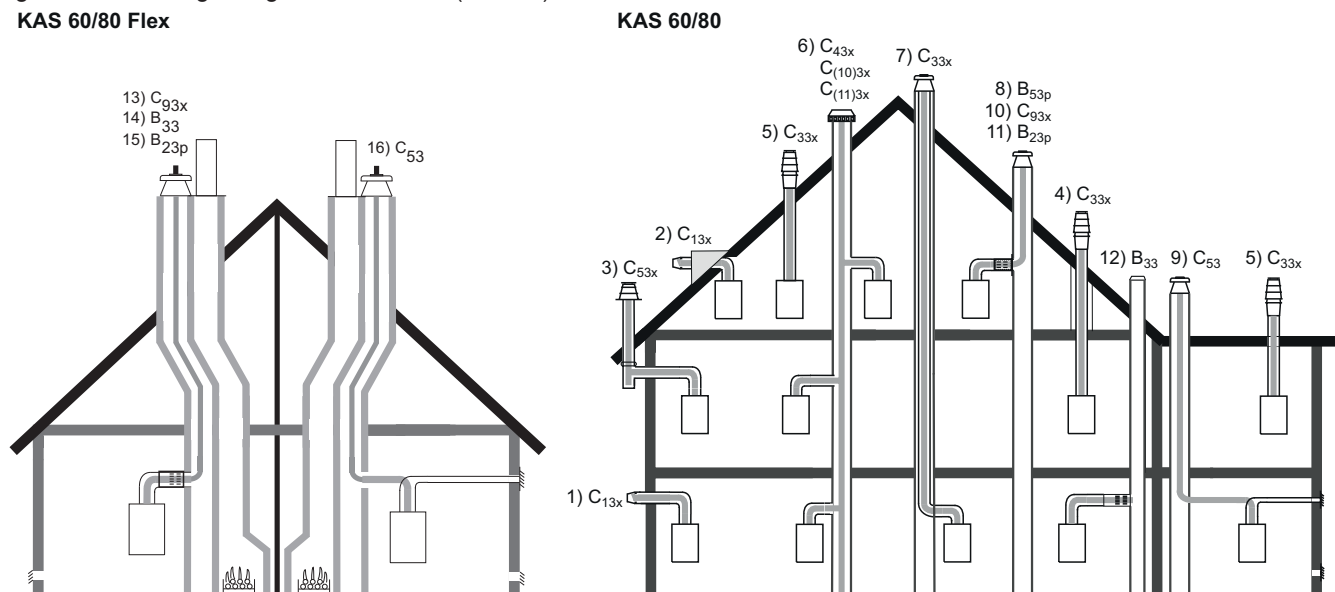 KAS 60/80 Flex
KAS 60/80
13) C93x
14) B33
15) B23p
16) C53
6) C43x
C(10)3x
C(11)3x
7) C33x
8) B53p
10) C93x
11) B23p
5) C33x
4) C33x
2) C13x
3) C53x
12) B33
9) C53
5) C33x
1) C13x